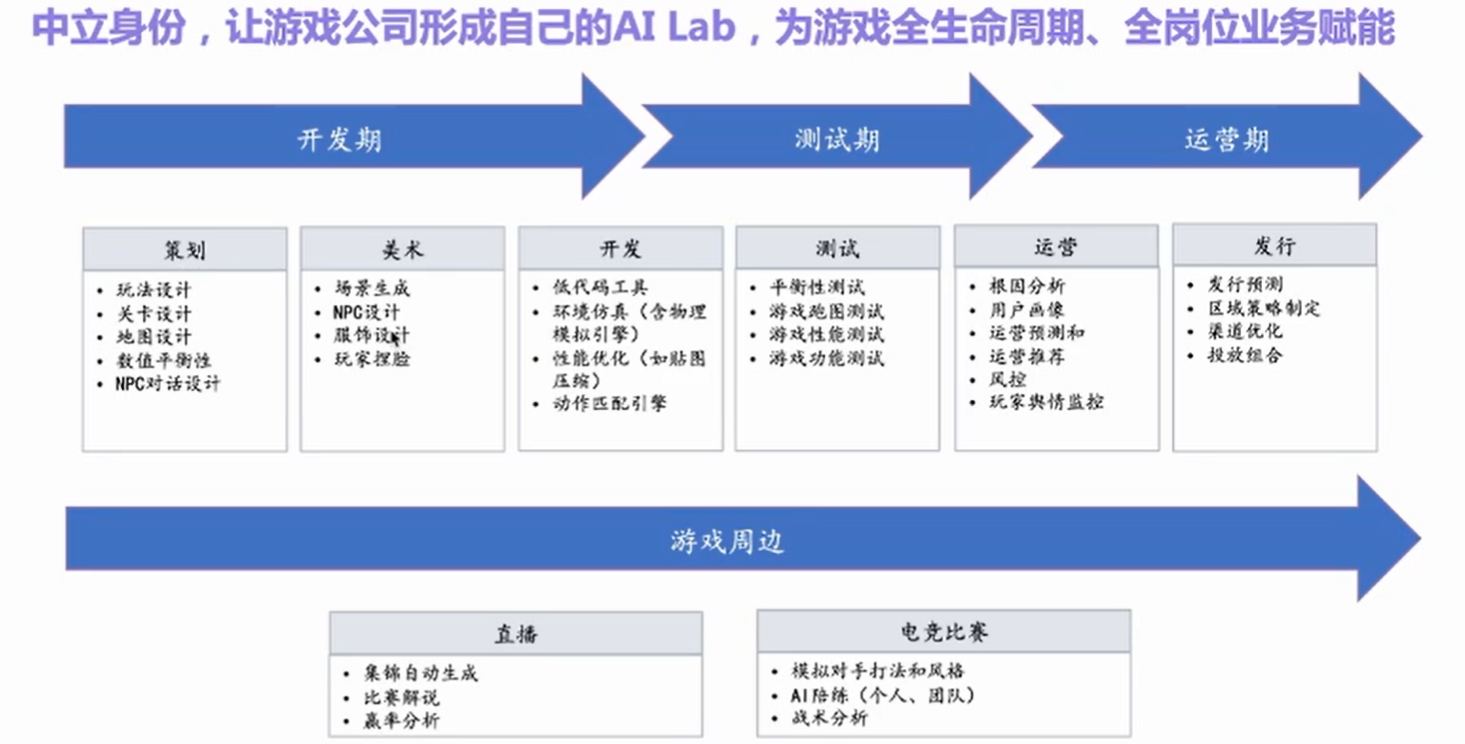 中立身份，让游戏公司形成自己的AI Lab，为游戏全生命周期、全岗位业务赋能
开发期
测试期
运营期
策划
• 玩法设计
• 关卡设计
• 地图设计
• 数值平衡性
• NPC对话设计
美术
• 场景生成
• NPC设计
• 服饰设计
• 玩家捏脸
开发
• 低代码工具
• 环境仿真（含物理
模拟引擎）
• 性能优化（如贴图
压缩）
• 动作匹配引擎
测试
• 平衡性测试
• 游戏跑图测试
• 游戏性能测试
• 游戏功能测试
运营
• 根因分析
• 用户画像
• 运营预测和
• 运营推荐
• 风控
• 玩家舆情监控
发行
• 发行预测
• 区域策略制定
• 渠道优化
• 投放组合
游戏周边
直播
• 集锦自动生成
• 比赛解说
• 赢率分析
电竞比赛
• 模拟对手打法和风格
• AI陪练（个人、团队）
• 战术分析